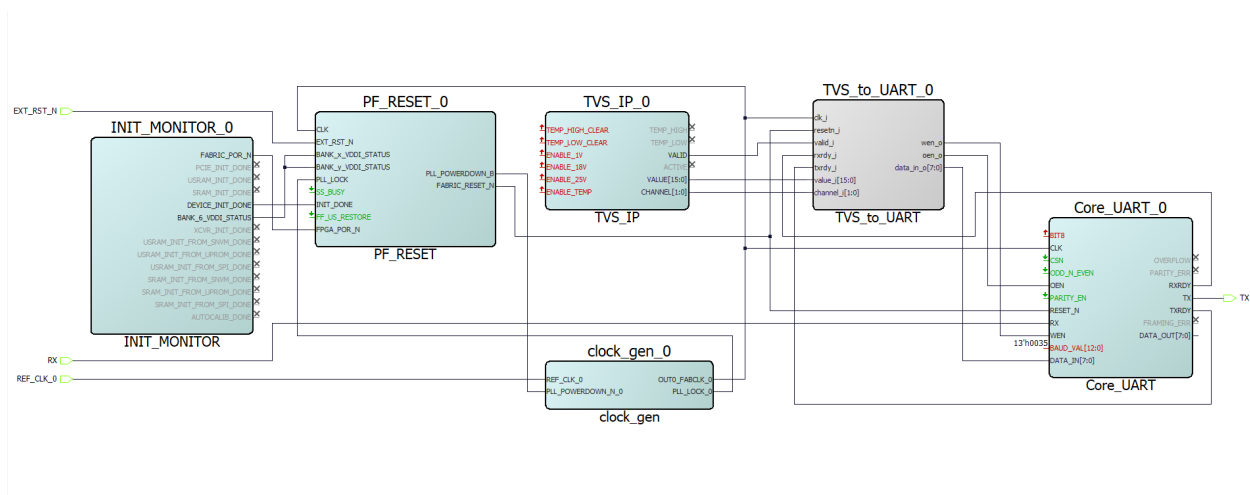 EXT_RST_N
RX
REF_CLK_0
INIT_MONITOR_0
FABRIC_POR_N
PCIE_INIT_DONE
USRAM_INIT_DONE
SRAM_INIT_DONE
DEVICE_INIT_DONE
BANK_6_VDDI_STATUS
XCVR_INIT_DONE
USRAM_INIT_FROM_SNVM_DONE
USRAM_INIT_FROM_UPROM_DONE
USRAM_INIT_FROM_SPI_DONE
SRAM_INIT_FROM_SNVM_DONE
SRAM_INIT_FROM_UPROM_DONE
SRAM_INIT_FROM_SPI_DONE
AUTOCALIB_DONE
INIT_MONITOR
PF_RESET_0
CLK
EXT_RST_N
BANK_x_VDDI_STATUS
BANK_y_VDDI_STATUS
PLL_LOCK
SS_BUSY
INIT_DONE
FF_US_RESTORE
FPGA_POR_N
PLL_POWERDOWN_B
FABRIC_RESET_N
PF_RESET
TVS_IP_0
TEMP_HIGH_CLEAR
TEMP_LOW_CLEAR
ENABLE_1V
ENABLE_18V
ENABLE_25V
ENABLE_TEMP
TEMP_HIGH
TEMP_LOW
VALID
ACTIVE
VALUE[15:0]
CHANNEL[1:0]
TVS_IP
clock_gen_0
REF_CLK_0
PLL_POWERDOWN_N_0
OUT0_FABCLK_0
PLL_LOCK_0
clock_gen
TVS_to_UART_0
clk_i
resetn_i
valid_i
rxrdy_i
txrdy_i
value_i[15:0]
channel_i[1:0]
wen_o
oen_o
data_in_o[7:0]
TVS_to_UART
Core_UART_0
BIT8
CLK
CSN
ODD_N_EVEN
OEN
PARITY_EN
RESET_N
RX
WEN
13'h0035
BAUD_VAL[12:0]
DATA_IN[7:0]
OVERFLOW
PARITY_ERR
RXRDY
TX
TXRDY
FRAMING_ERR
DATA_OUT[7:0]
Core_UART
TX